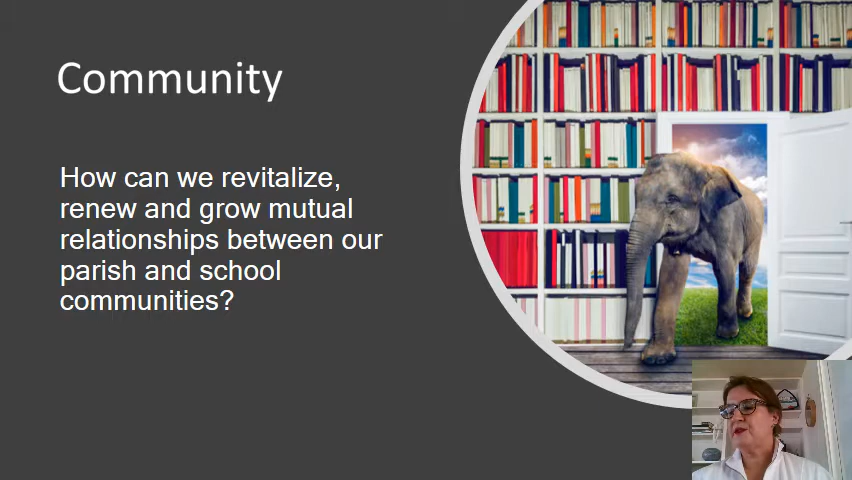 Community
How can we revitalize,
renew and grow mutual
relationships between our
parish and school
communities?